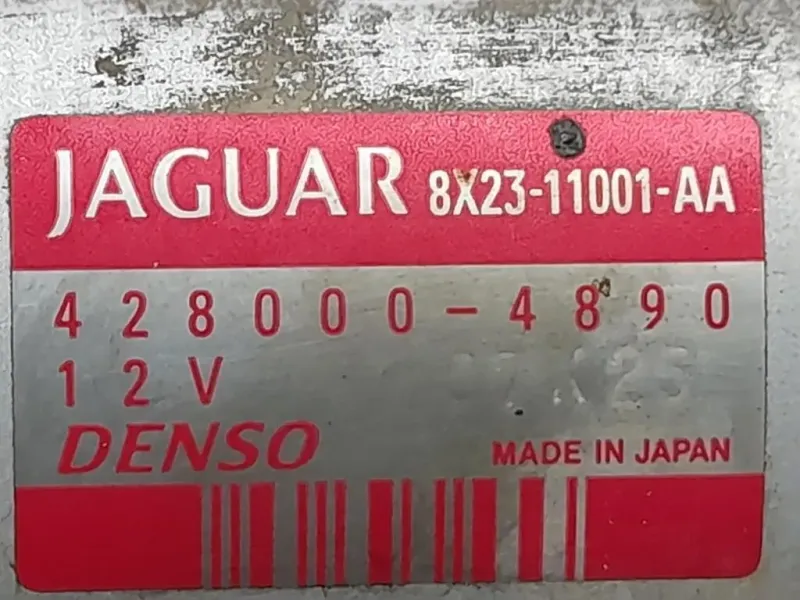 JAGUAR 8X23-11001-AA
428000-4890
12V
DENSO MADE IN JAPAN